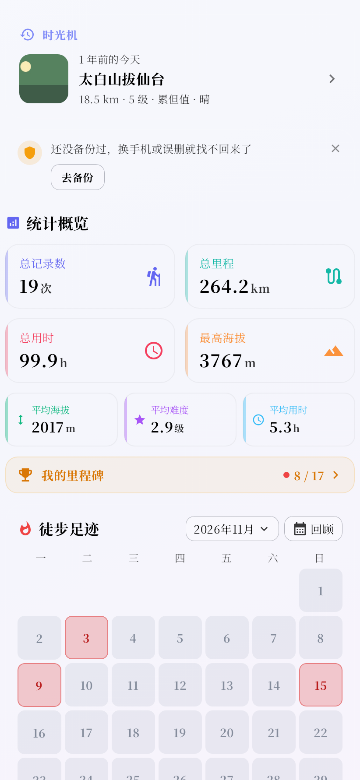 时光机
1 年前的今天
太白山拔仙台
18.5 km · 5 级 · 累但值 · 晴
还没备份过，换手机或误删就找不回来了
去备份
统计概览
总记录数
19次
总里程
264.2km
总用时
99.9h
最高海拔
3767m
平均海拔
2017m
平均难度
2.9级
平均用时
5.3h
我的里程碑
8 / 17
徒步足迹
2026年11月
回顾
一 二 三 四 五 六 日
1
2 3 4 5 6 7 8
9 10 11 12 13 14 15
16 17 18 19 20 21 22
23 24 25 26 27 28 29